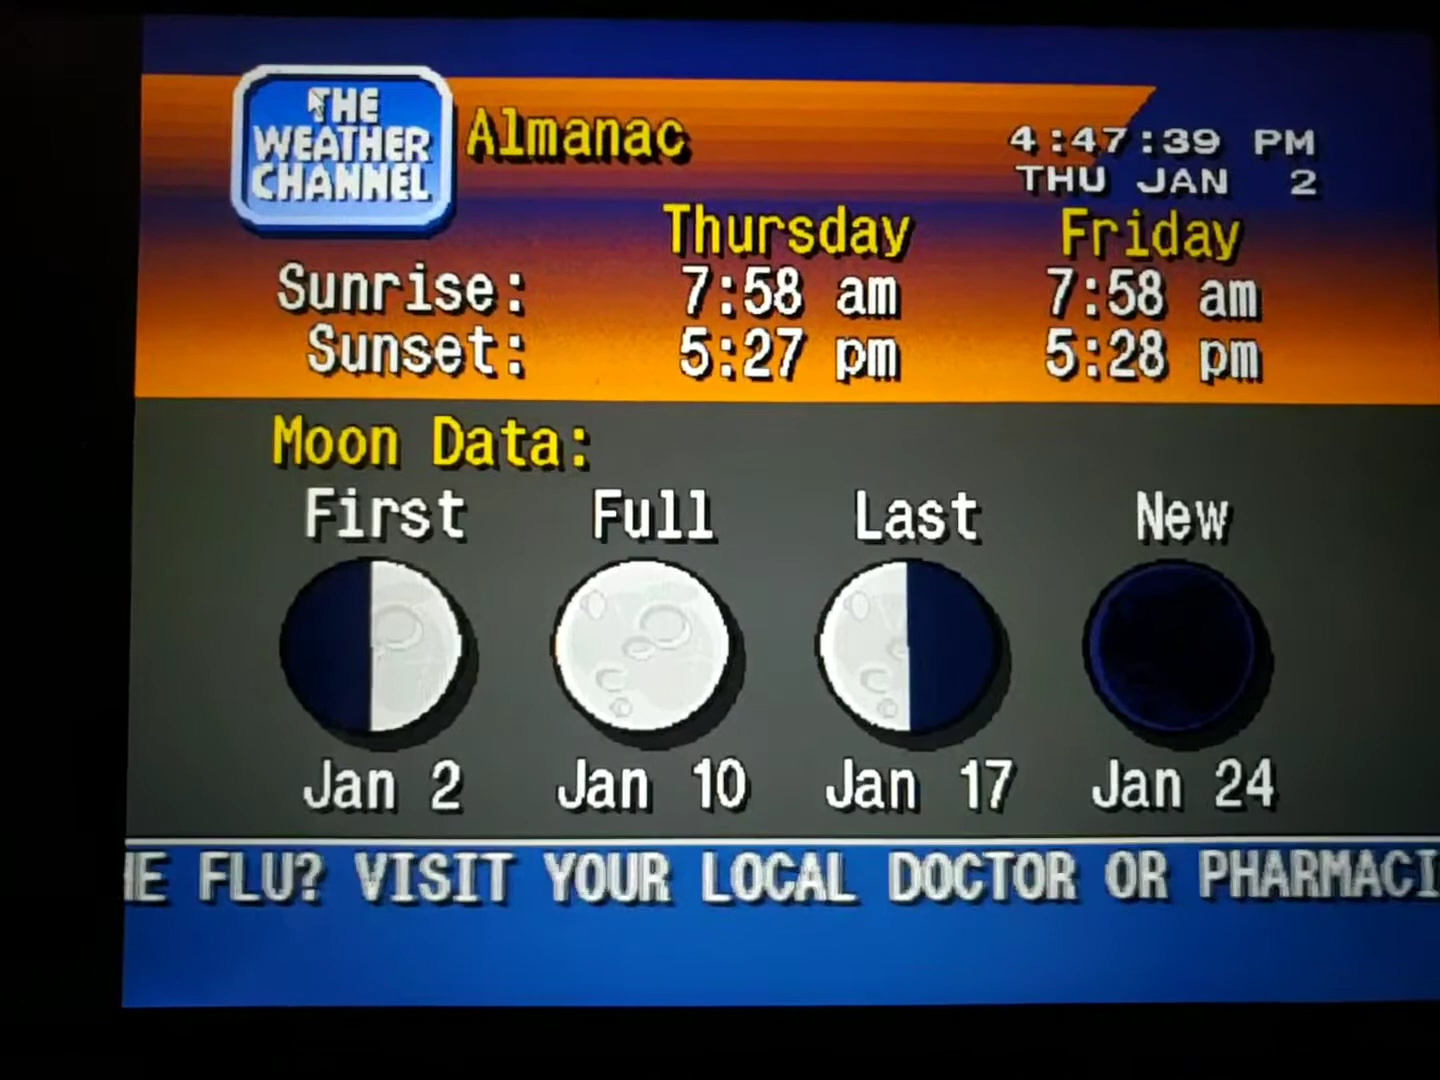 THE
WEATHER
CHANNEL
Almanac
4:47:39 PM
THU JAN 2
Thursday Friday
Sunrise: 7:58 am 7:58 am
Sunset: 5:27 pm 5:28 pm
Moon Data:
First Full Last New
Jan 2 Jan 10 Jan 17 Jan 24
HE FLU? VISIT YOUR LOCAL DOCTOR OR PHARMACI